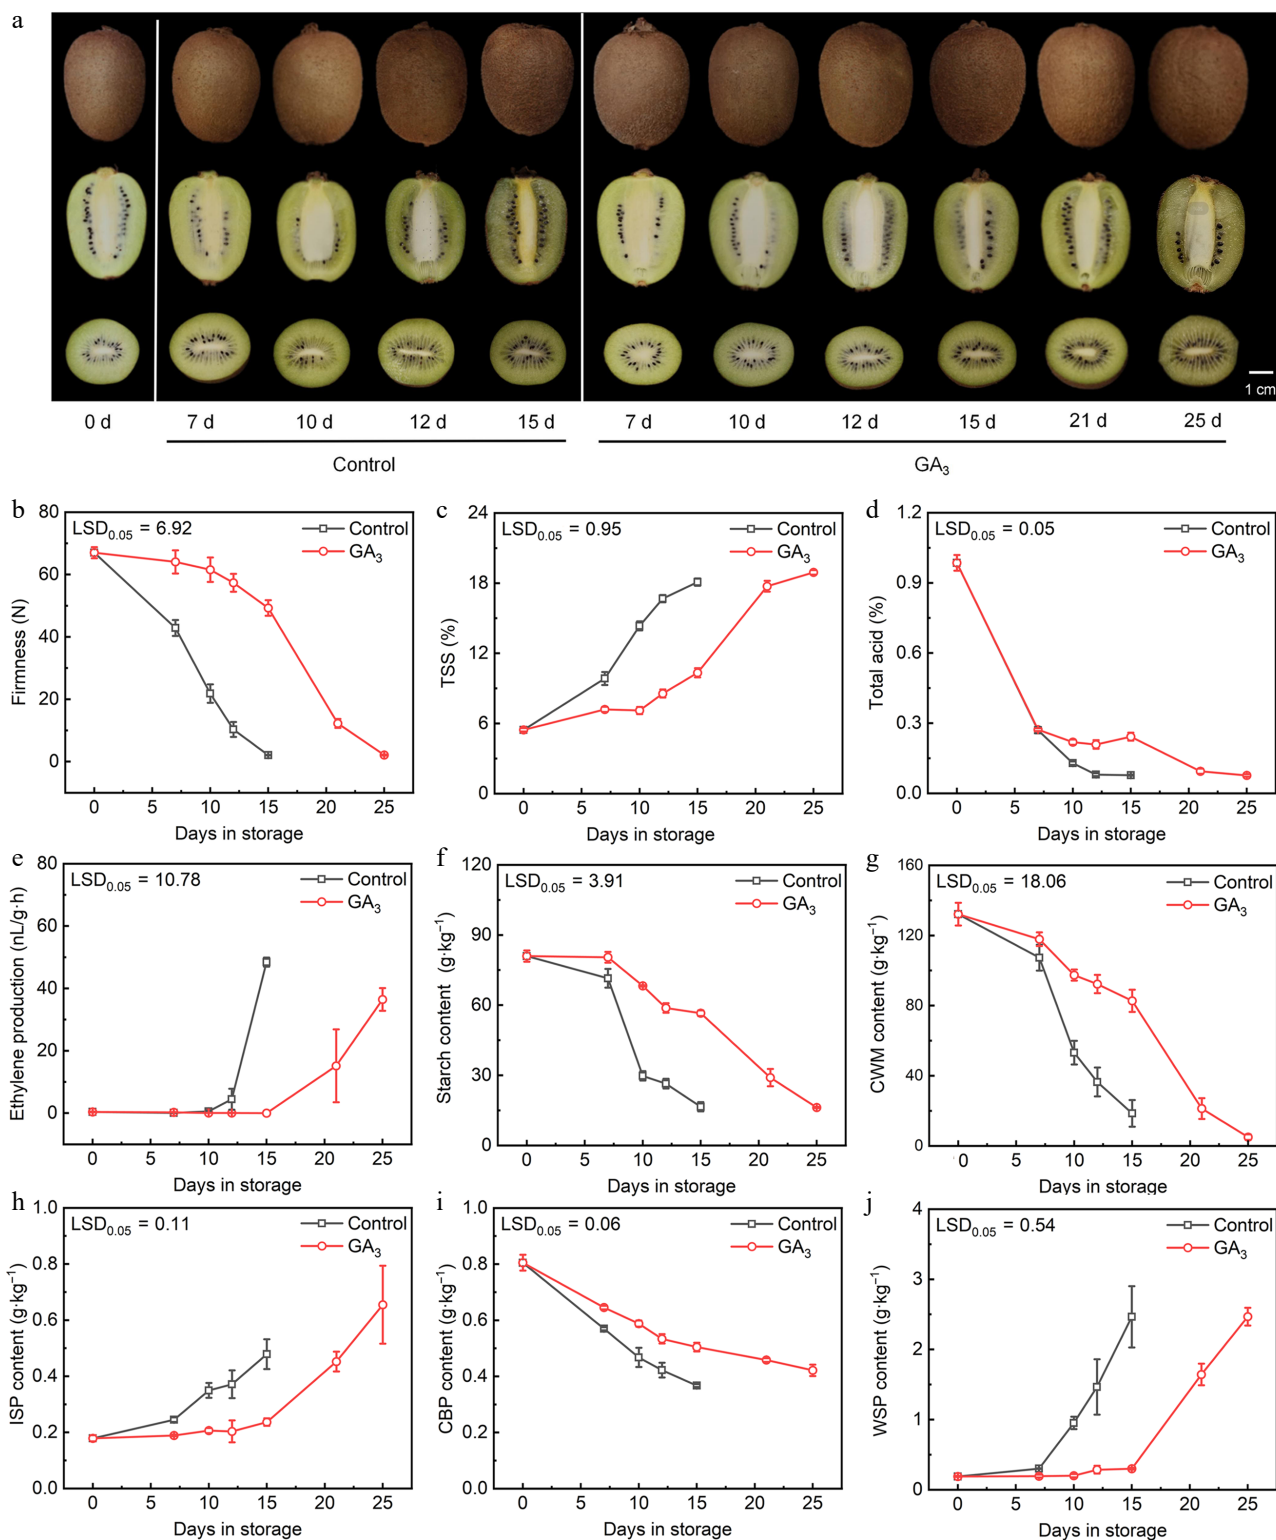 a
1 cm
0 d 7 d 10 d 12 d 15 d 7 d 10 d 12 d 15 d 21 d 25 d
Control GA₃
b
LSD₀.₀₅ = 6.92
Control
GA₃
Firmness (N)
80
60
40
20
0
0 5 10 15 20 25
Days in storage
c
LSD₀.₀₅ = 0.95
Control
GA₃
TSS (%)
24
18
12
6
0
0 5 10 15 20 25
Days in storage
d
LSD₀.₀₅ = 0.05
Control
GA₃
Total acid (%)
1.2
0.9
0.6
0.3
0.0
0 5 10 15 20 25
Days in storage
e
LSD₀.₀₅ = 10.78
Control
GA₃
Ethylene production (nL/g·h)
80
60
40
20
0
0 5 10 15 20 25
Days in storage
f
LSD₀.₀₅ = 3.91
Control
GA₃
Starch content (g·kg⁻¹)
120
90
60
30
0
0 5 10 15 20 25
Days in storage
g
LSD₀.₀₅ = 18.06
Control
GA₃
CWM content (g·kg⁻¹)
160
120
80
40
0
0 5 10 15 20 25
Days in storage
h
LSD₀.₀₅ = 0.11
Control
GA₃
ISP content (g·kg⁻¹)
1.0
0.8
0.6
0.4
0.2
0.0
0 5 10 15 20 25
Days in storage
i
LSD₀.₀₅ = 0.06
Control
GA₃
CBP content (g·kg⁻¹)
1.0
0.8
0.6
0.4
0.2
0.0
0 5 10 15 20 25
Days in storage
j
LSD₀.₀₅ = 0.54
Control
GA₃
WSP content (g·kg⁻¹)
4
3
2
1
0
0 5 10 15 20 25
Days in storage